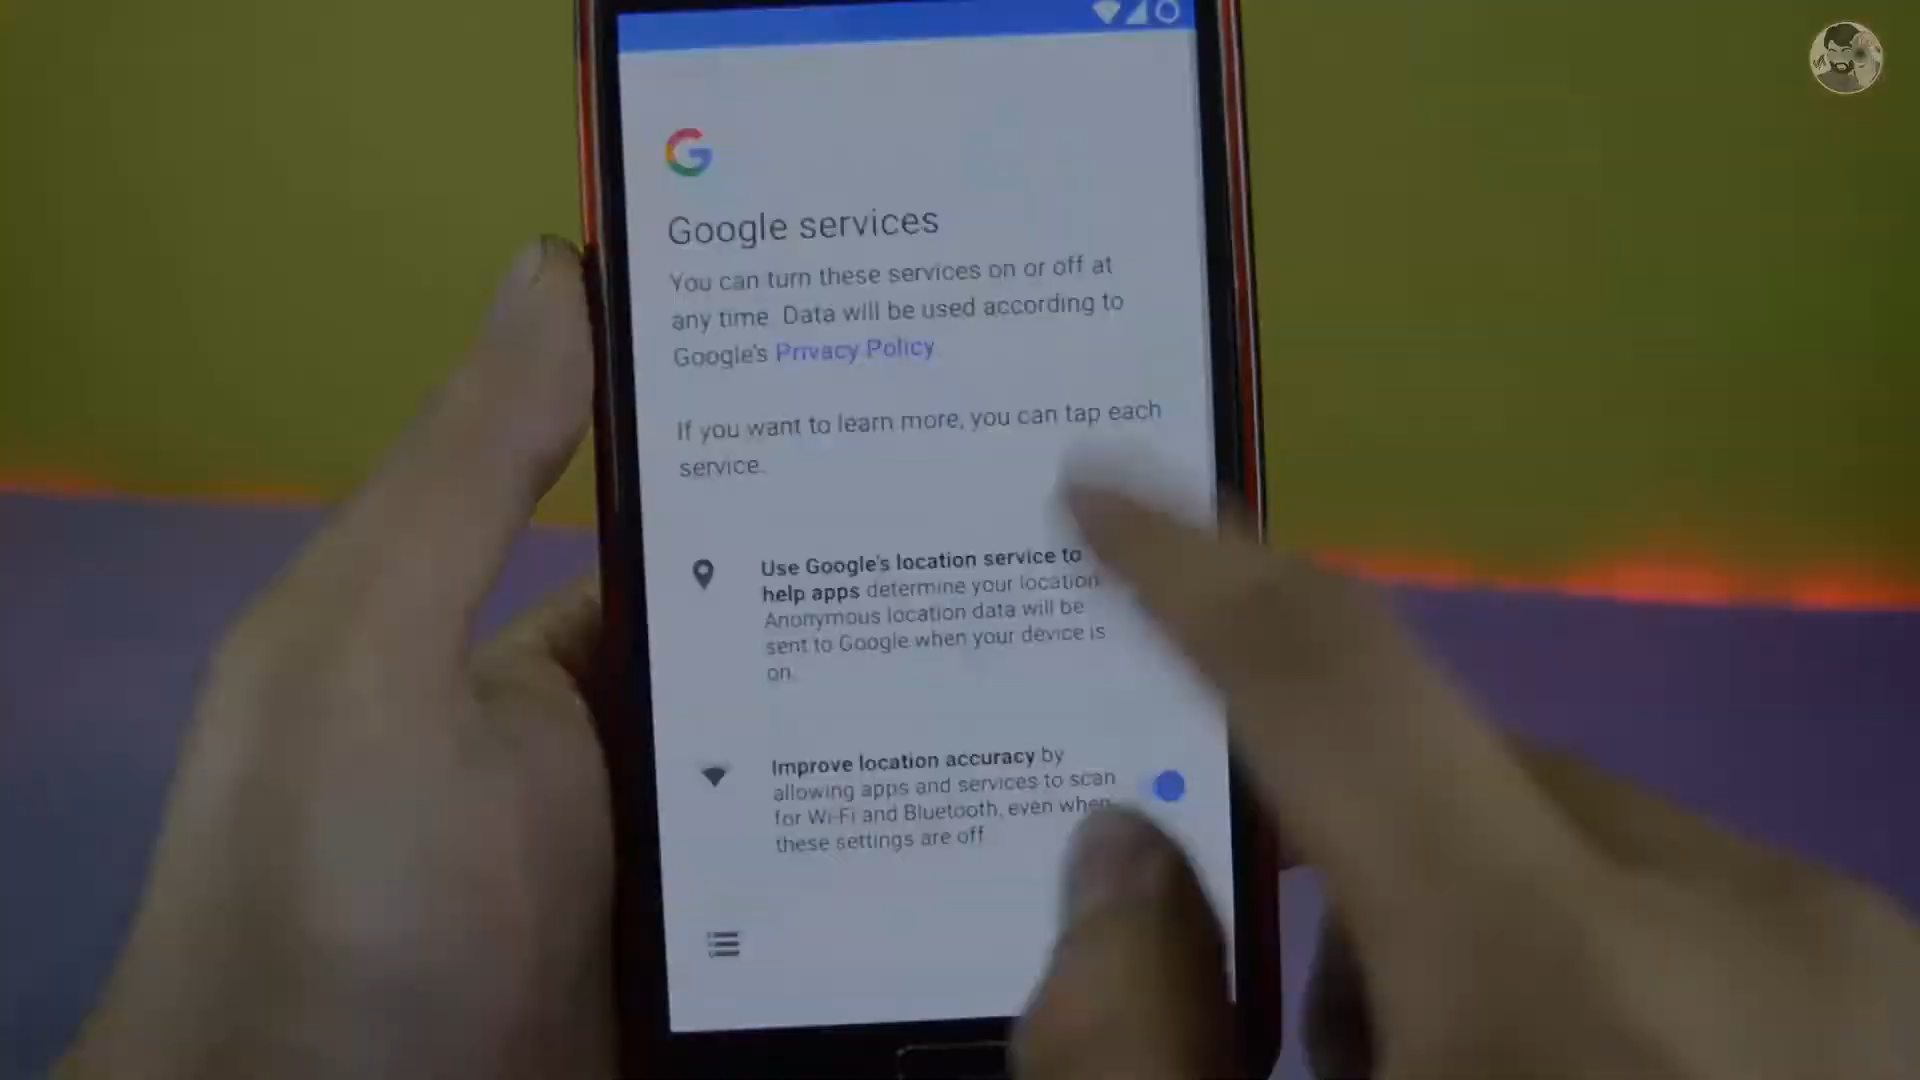 Google services
You can turn these services on or off at
any time. Data will be used according to
Google's Privacy Policy.
If you want to learn more, you can tap each
service.
Use Google's location service to
help apps determine your location.
Anonymous location data will be
sent to Google when your device is
on.
Improve location accuracy by
allowing apps and services to scan
for Wi-Fi and Bluetooth, even when
these settings are off.